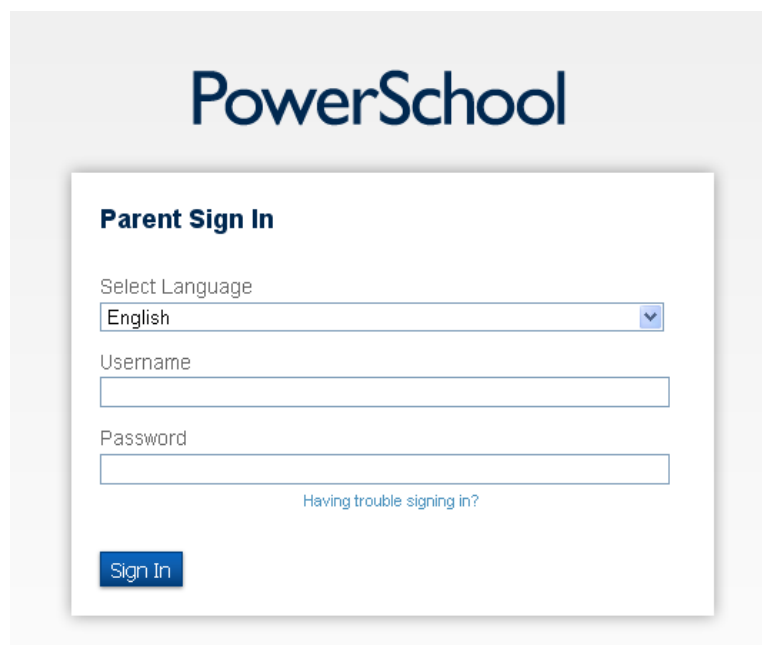 PowerSchool
Parent Sign In
Select Language
English
Username
Password
Having trouble signing in?
Sign In